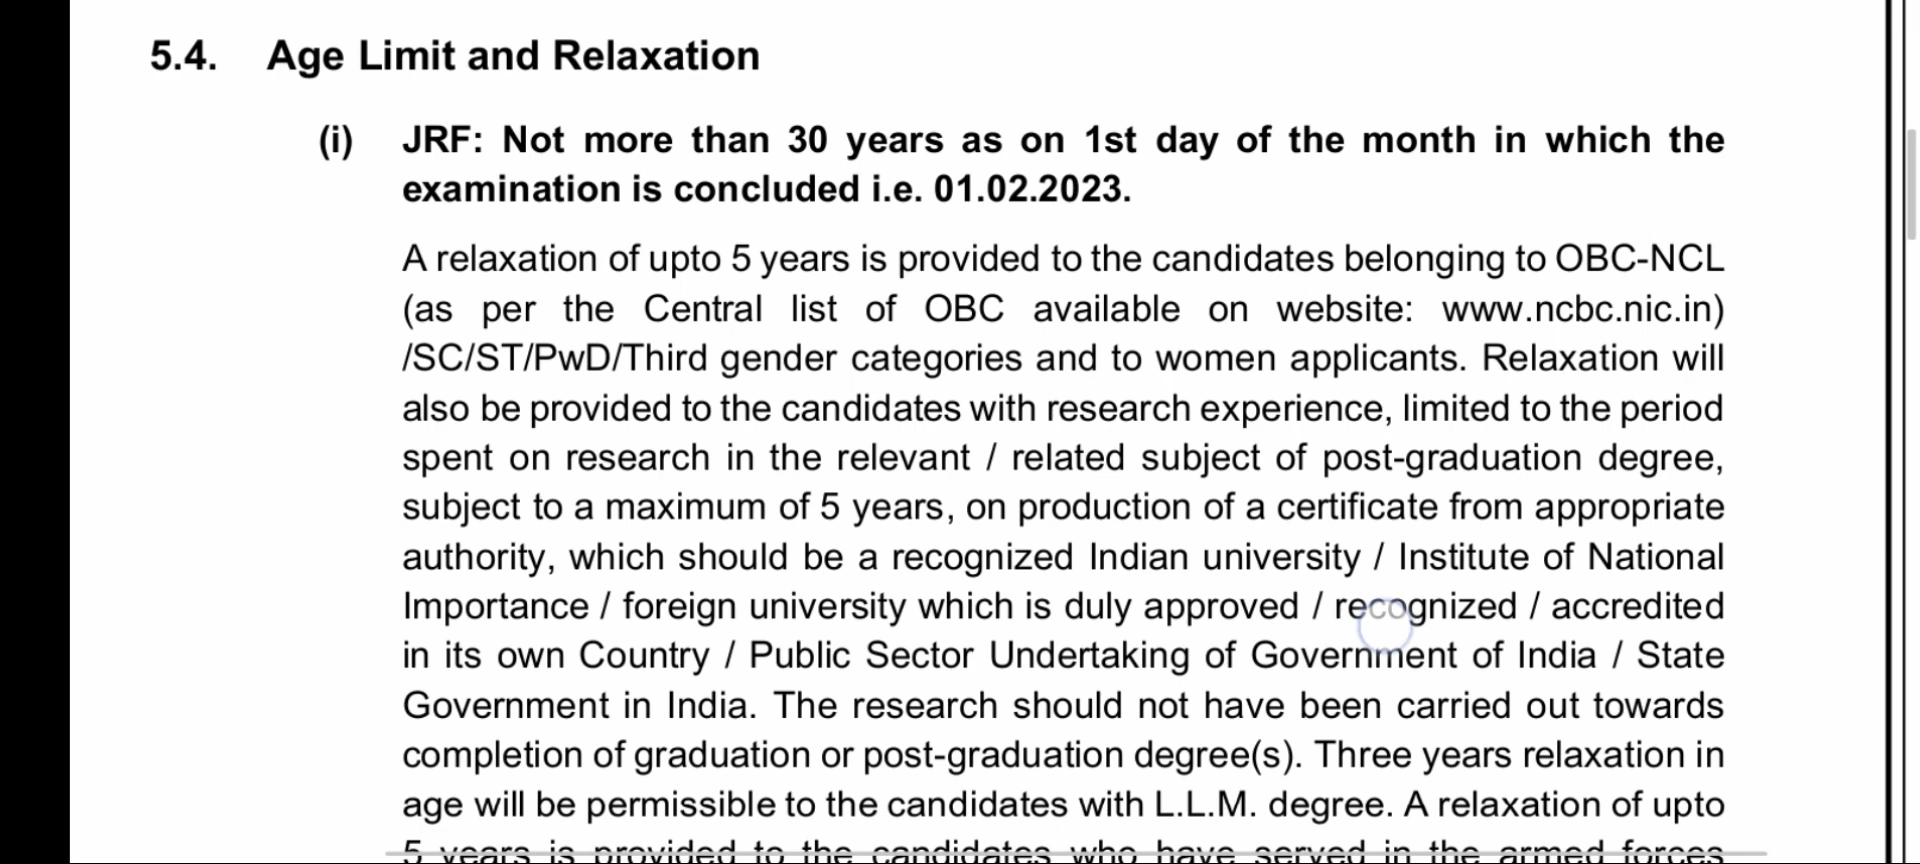 5.4. Age Limit and Relaxation
(i) JRF: Not more than 30 years as on 1st day of the month in which the
examination is concluded i.e. 01.02.2023.
A relaxation of upto 5 years is provided to the candidates belonging to OBC-NCL
(as per the Central list of OBC available on website: www.ncbc.nic.in)
/SC/ST/PwD/Third gender categories and to women applicants. Relaxation will
also be provided to the candidates with research experience, limited to the period
spent on research in the relevant / related subject of post-graduation degree,
subject to a maximum of 5 years, on production of a certificate from appropriate
authority, which should be a recognized Indian university / Institute of National
Importance / foreign university which is duly approved / recognized / accredited
in its own Country / Public Sector Undertaking of Government of India / State
Government in India. The research should not have been carried out towards
completion of graduation or post-graduation degree(s). Three years relaxation in
age will be permissible to the candidates with L.L.M. degree. A relaxation of upto
5 years is provided to the candidates who have served in the armed forces